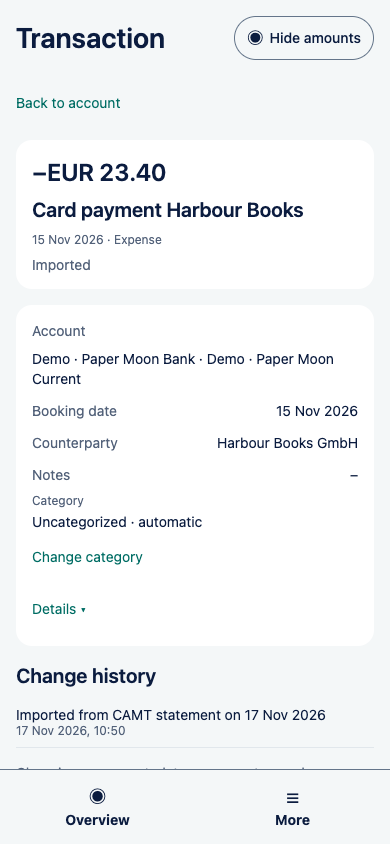 Transaction
Hide amounts
Back to account
–EUR 23.40
Card payment Harbour Books
15 Nov 2026 · Expense
Imported
Account
Demo · Paper Moon Bank · Demo · Paper Moon
Current
Booking date 15 Nov 2026
Counterparty Harbour Books GmbH
Notes –
Category
Uncategorized · automatic
Change category
Details ▾
Change history
Imported from CAMT statement on 17 Nov 2026
17 Nov 2026, 10:50
Overview More